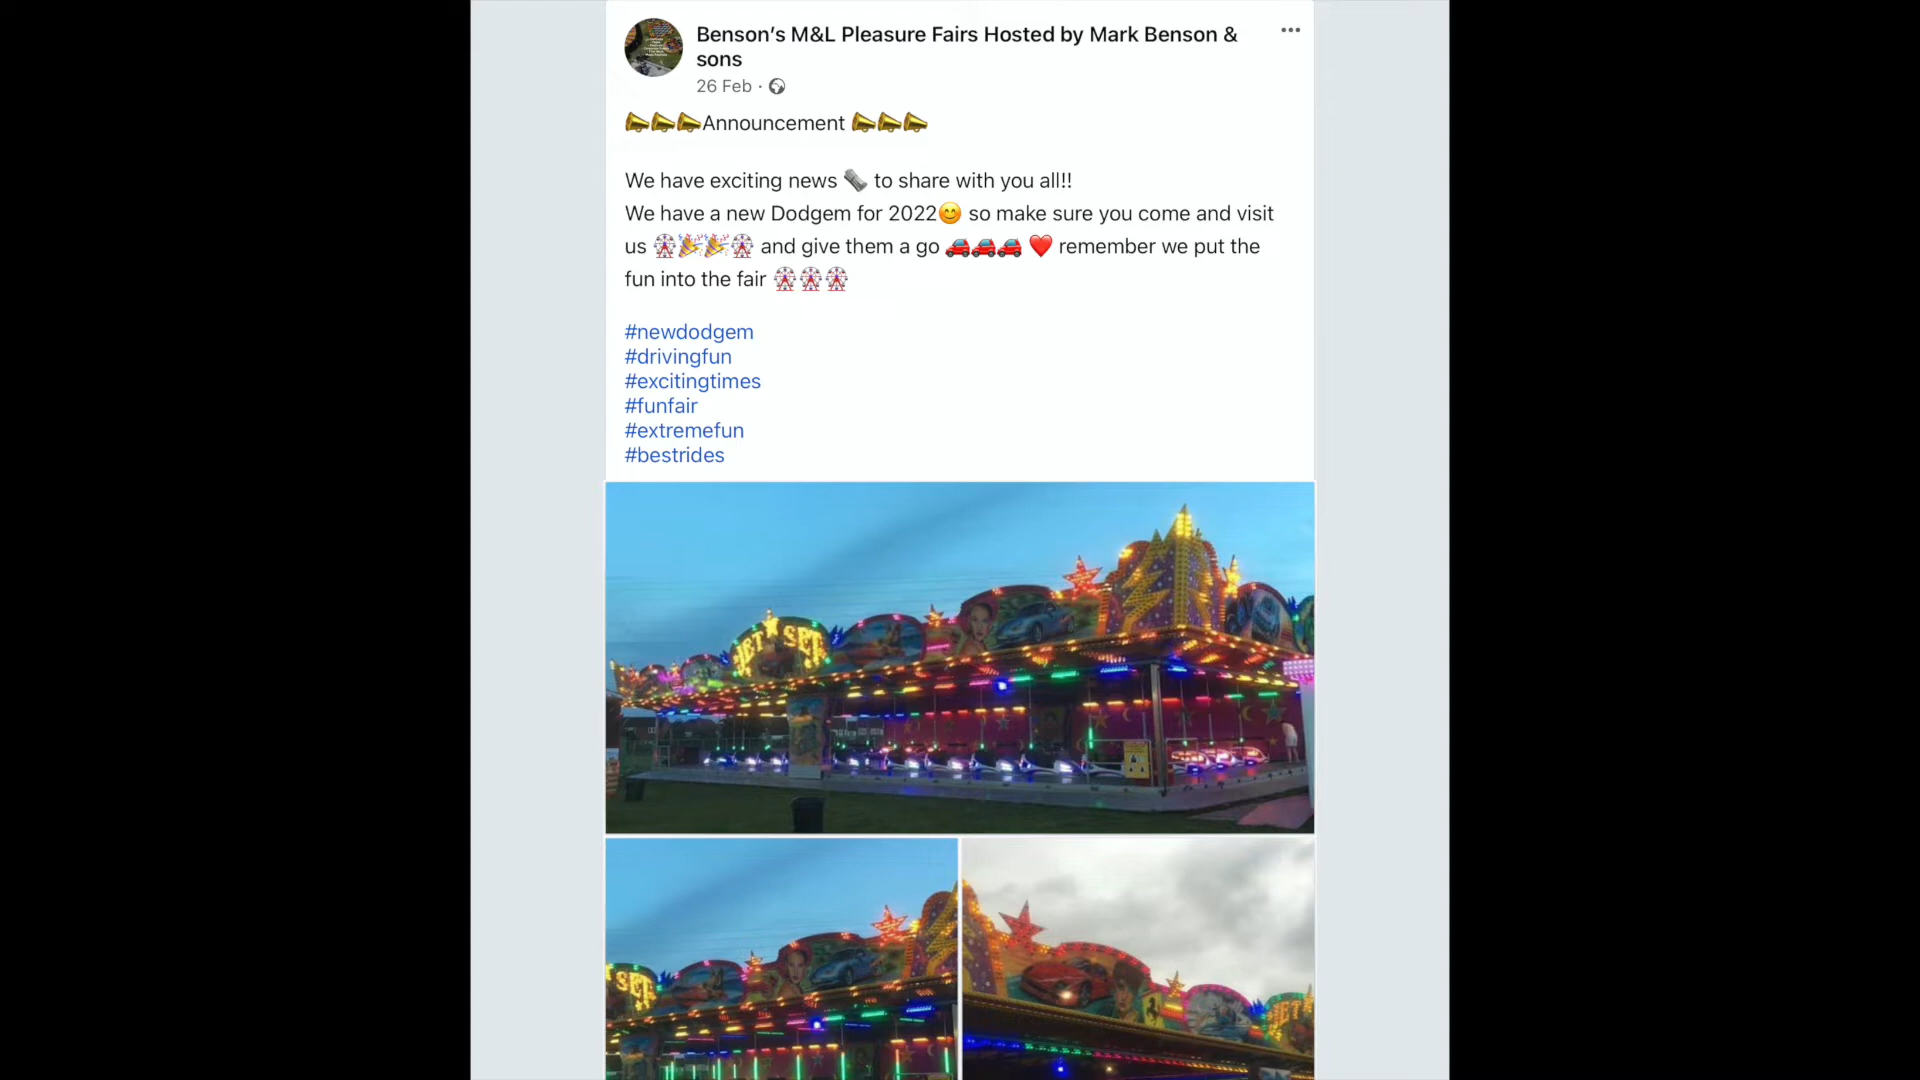 Benson's M&L Pleasure Fairs Hosted by Mark Benson &
sons
26 Feb ·
📣📣📣Announcement 📣📣📣
We have exciting news 🗞️ to share with you all!!
We have a new Dodgem for 2022😊 so make sure you come and visit
us 🎡🎉🎉🎡 and give them a go 🚗🚗🚗 ❤️ remember we put the
fun into the fair 🎡🎡🎡
#newdodgem
#drivingfun
#excitingtimes
#funfair
#extremefun
#bestrides
JET SET
SET
JET